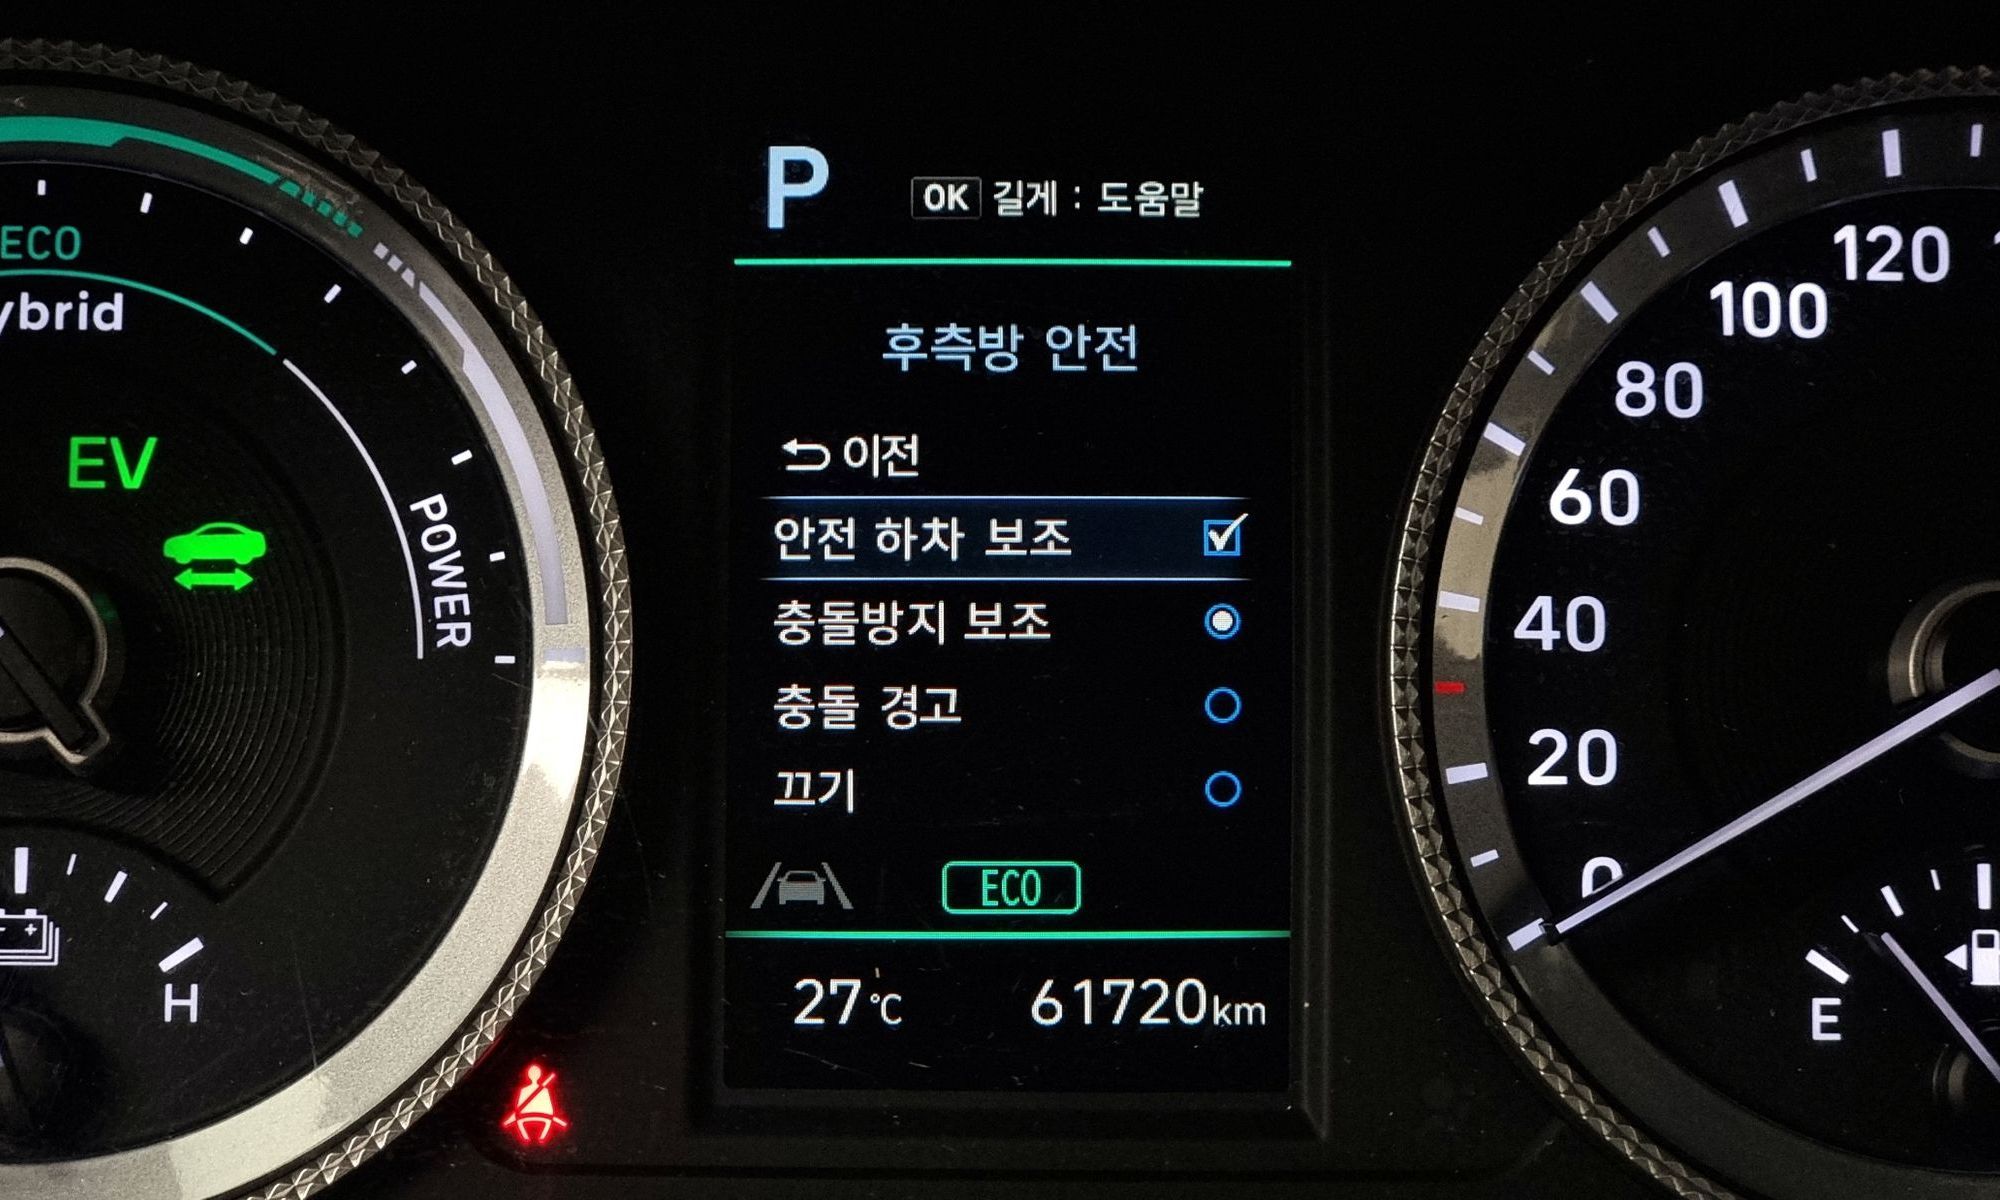 ECO
ybrid
EV
POWER
H
P
OK 길게 : 도움말
후측방 안전
이전
안전 하차 보조
충돌방지 보조
충돌 경고
끄기
ECO
27°C 61720km
120
100
80
60
40
20
0
E